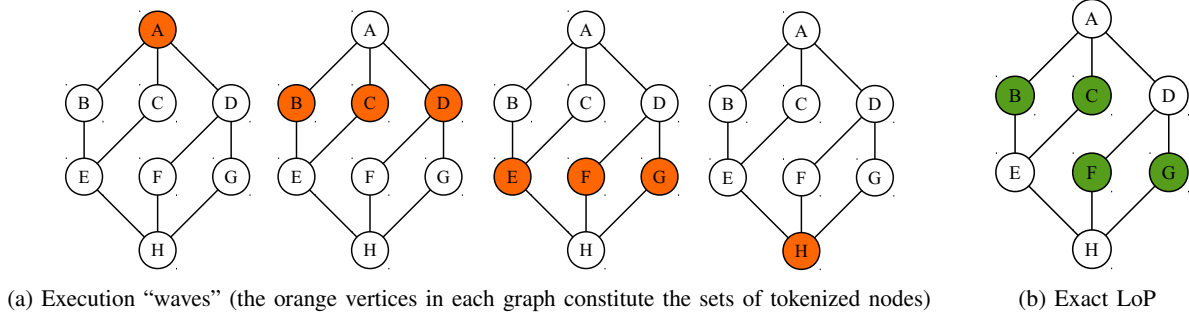 A
B C D
E F G
H
A
B C D
E F G
H
A
B C D
E F G
H
A
B C D
E F G
H
(a) Execution “waves” (the orange vertices in each graph constitute the sets of tokenized nodes)
A
B C D
E F G
H
(b) Exact LoP